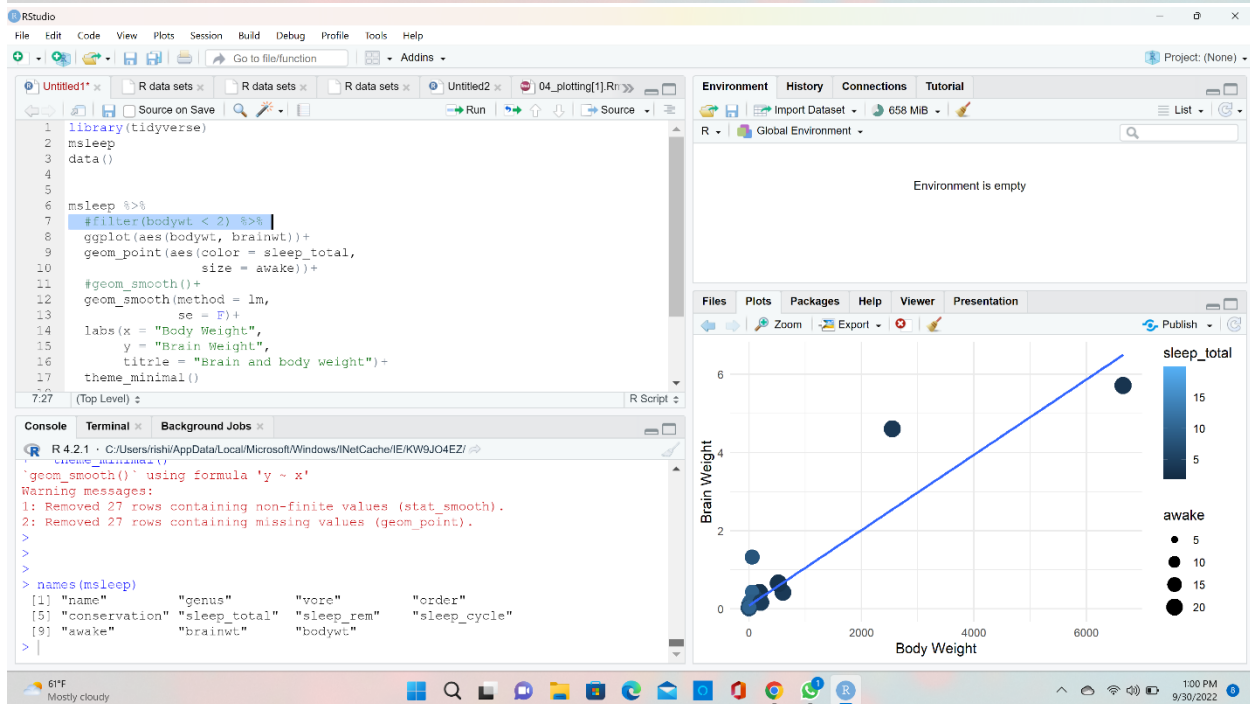 RStudio
File Edit Code View Plots Session Build Debug Profile Tools Help
Go to file/function Addins Project: (None)
Untitled1* R data sets R data sets R data sets Untitled2 04_plotting[1].Rm
Source on Save Run Source
1 library(tidyverse)
2 msleep
3 data()
4
5
6 msleep %>%
7 #filter(bodywt < 2) %>%
8 ggplot(aes(bodywt, brainwt))+
9 geom_point(aes(color = sleep_total,
10 size = awake))+
11 #geom_smooth()+
12 geom_smooth(method = lm,
13 se = F)+
14 labs(x = "Body Weight",
15 y = "Brain Weight",
16 titrle = "Brain and body weight")+
17 theme_minimal()
7:27 (Top Level) R Script
Console Terminal Background Jobs
R 4.2.1 · C:/Users/rishi/AppData/Local/Microsoft/Windows/INetCache/IE/KW9JO4EZ/
+ theme_minimal()
`geom_smooth()` using formula 'y ~ x'
Warning messages:
1: Removed 27 rows containing non-finite values (stat_smooth).
2: Removed 27 rows containing missing values (geom_point).
>
>
>
> names(msleep)
[1] "name" "genus" "vore" "order"
[5] "conservation" "sleep_total" "sleep_rem" "sleep_cycle"
[9] "awake" "brainwt" "bodywt"
>
Environment History Connections Tutorial
Import Dataset 658 MiB List
R Global Environment
Environment is empty
Files Plots Packages Help Viewer Presentation
Zoom Export Publish
6
4
2
0
Brain Weight
0 2000 4000 6000
Body Weight
sleep_total
15
10
5
awake
5
10
15
20
61°F
Mostly cloudy
1
1:00 PM
9/30/2022
8